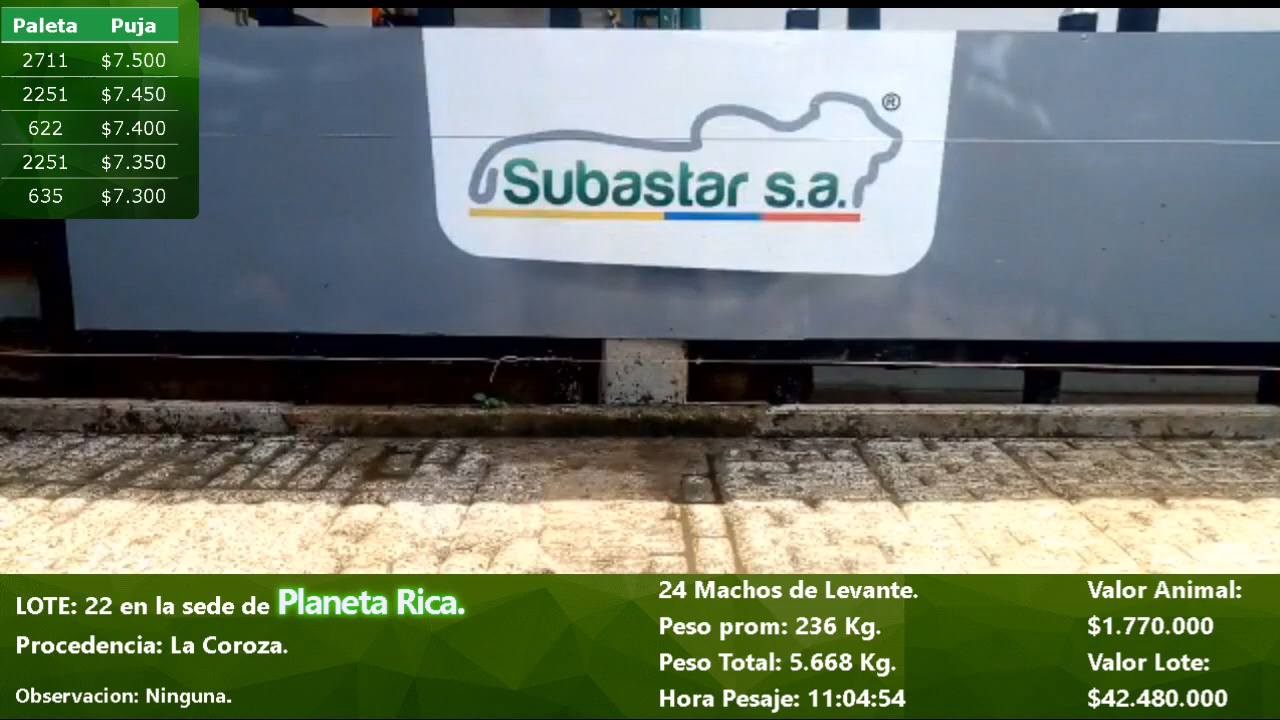 Paleta Puja
2711 $7.500
2251 $7.450
622 $7.400
2251 $7.350
635 $7.300
®
Subastar s.a.
LOTE: 22 en la sede de Planeta Rica.
Procedencia: La Coroza.
Observacion: Ninguna.
24 Machos de Levante.
Peso prom: 236 Kg.
Peso Total: 5.668 Kg.
Hora Pesaje: 11:04:54
Valor Animal:
$1.770.000
Valor Lote:
$42.480.000